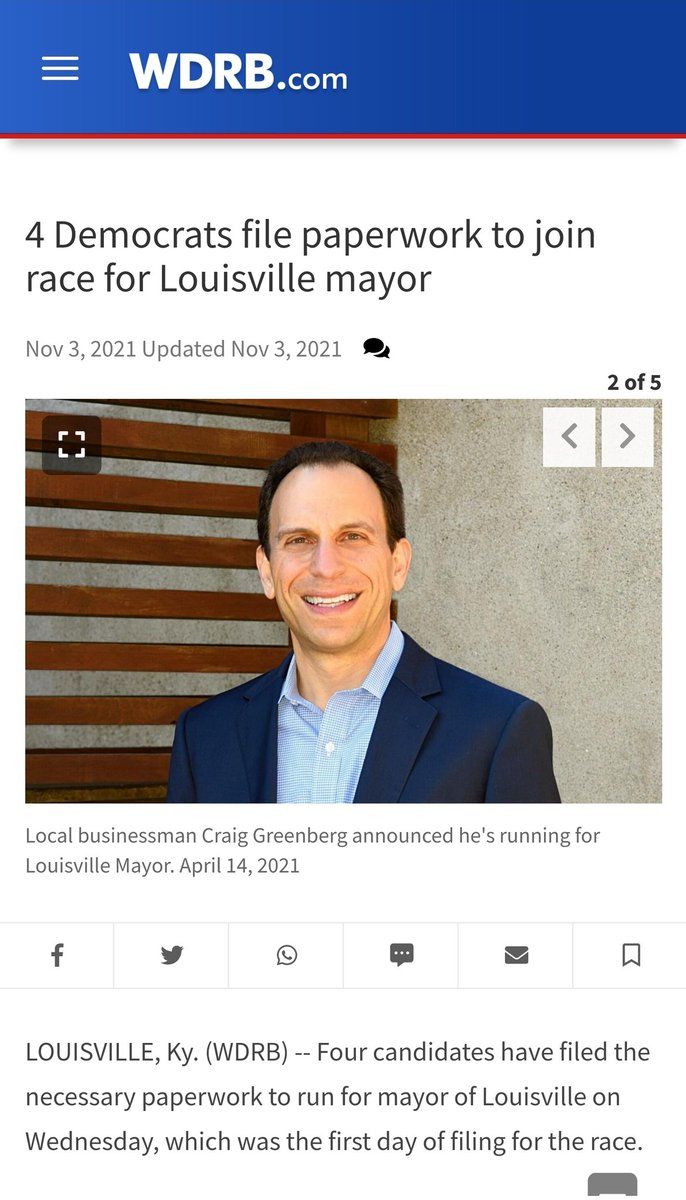 WDRB.com
4 Democrats file paperwork to join
race for Louisville mayor
Nov 3, 2021 Updated Nov 3, 2021
2 of 5
Local businessman Craig Greenberg announced he's running for
Louisville Mayor. April 14, 2021
LOUISVILLE, Ky. (WDRB) -- Four candidates have filed the
necessary paperwork to run for mayor of Louisville on
Wednesday, which was the first day of filing for the race.